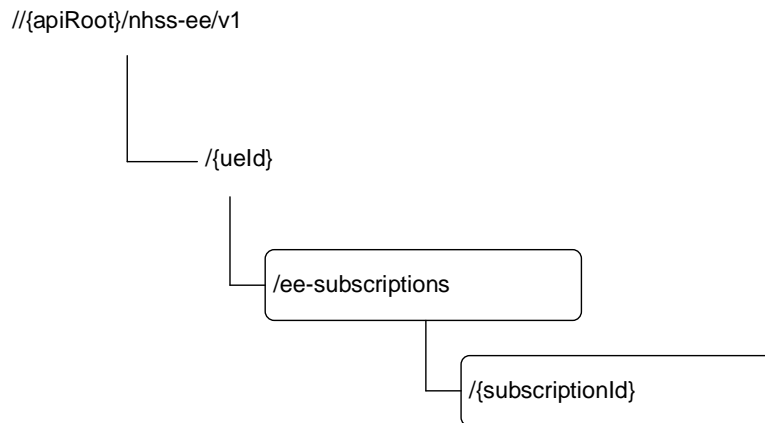 //{apiRoot}/nhss-ee/v1
/{ueId}
/ee-subscriptions
/{subscriptionId}